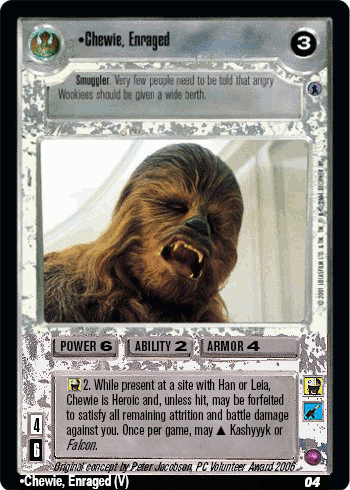 •Chewie, Enraged
3
Smuggler. Very few people need to be told that angry
Wookiees should be given a wide berth.
POWER 6
ABILITY 2
ARMOR 4
2. While present at a site with Han or Leia,
Chewie is Heroic and, unless hit, may be forfeited
to satisfy all remaining attrition and battle damage
against you. Once per game, may ▲ Kashyyyk or
Falcon.
4
6
Original concept by Peter Jacobson, PC Volunteer Award 2006
•Chewie, Enraged (V)
04